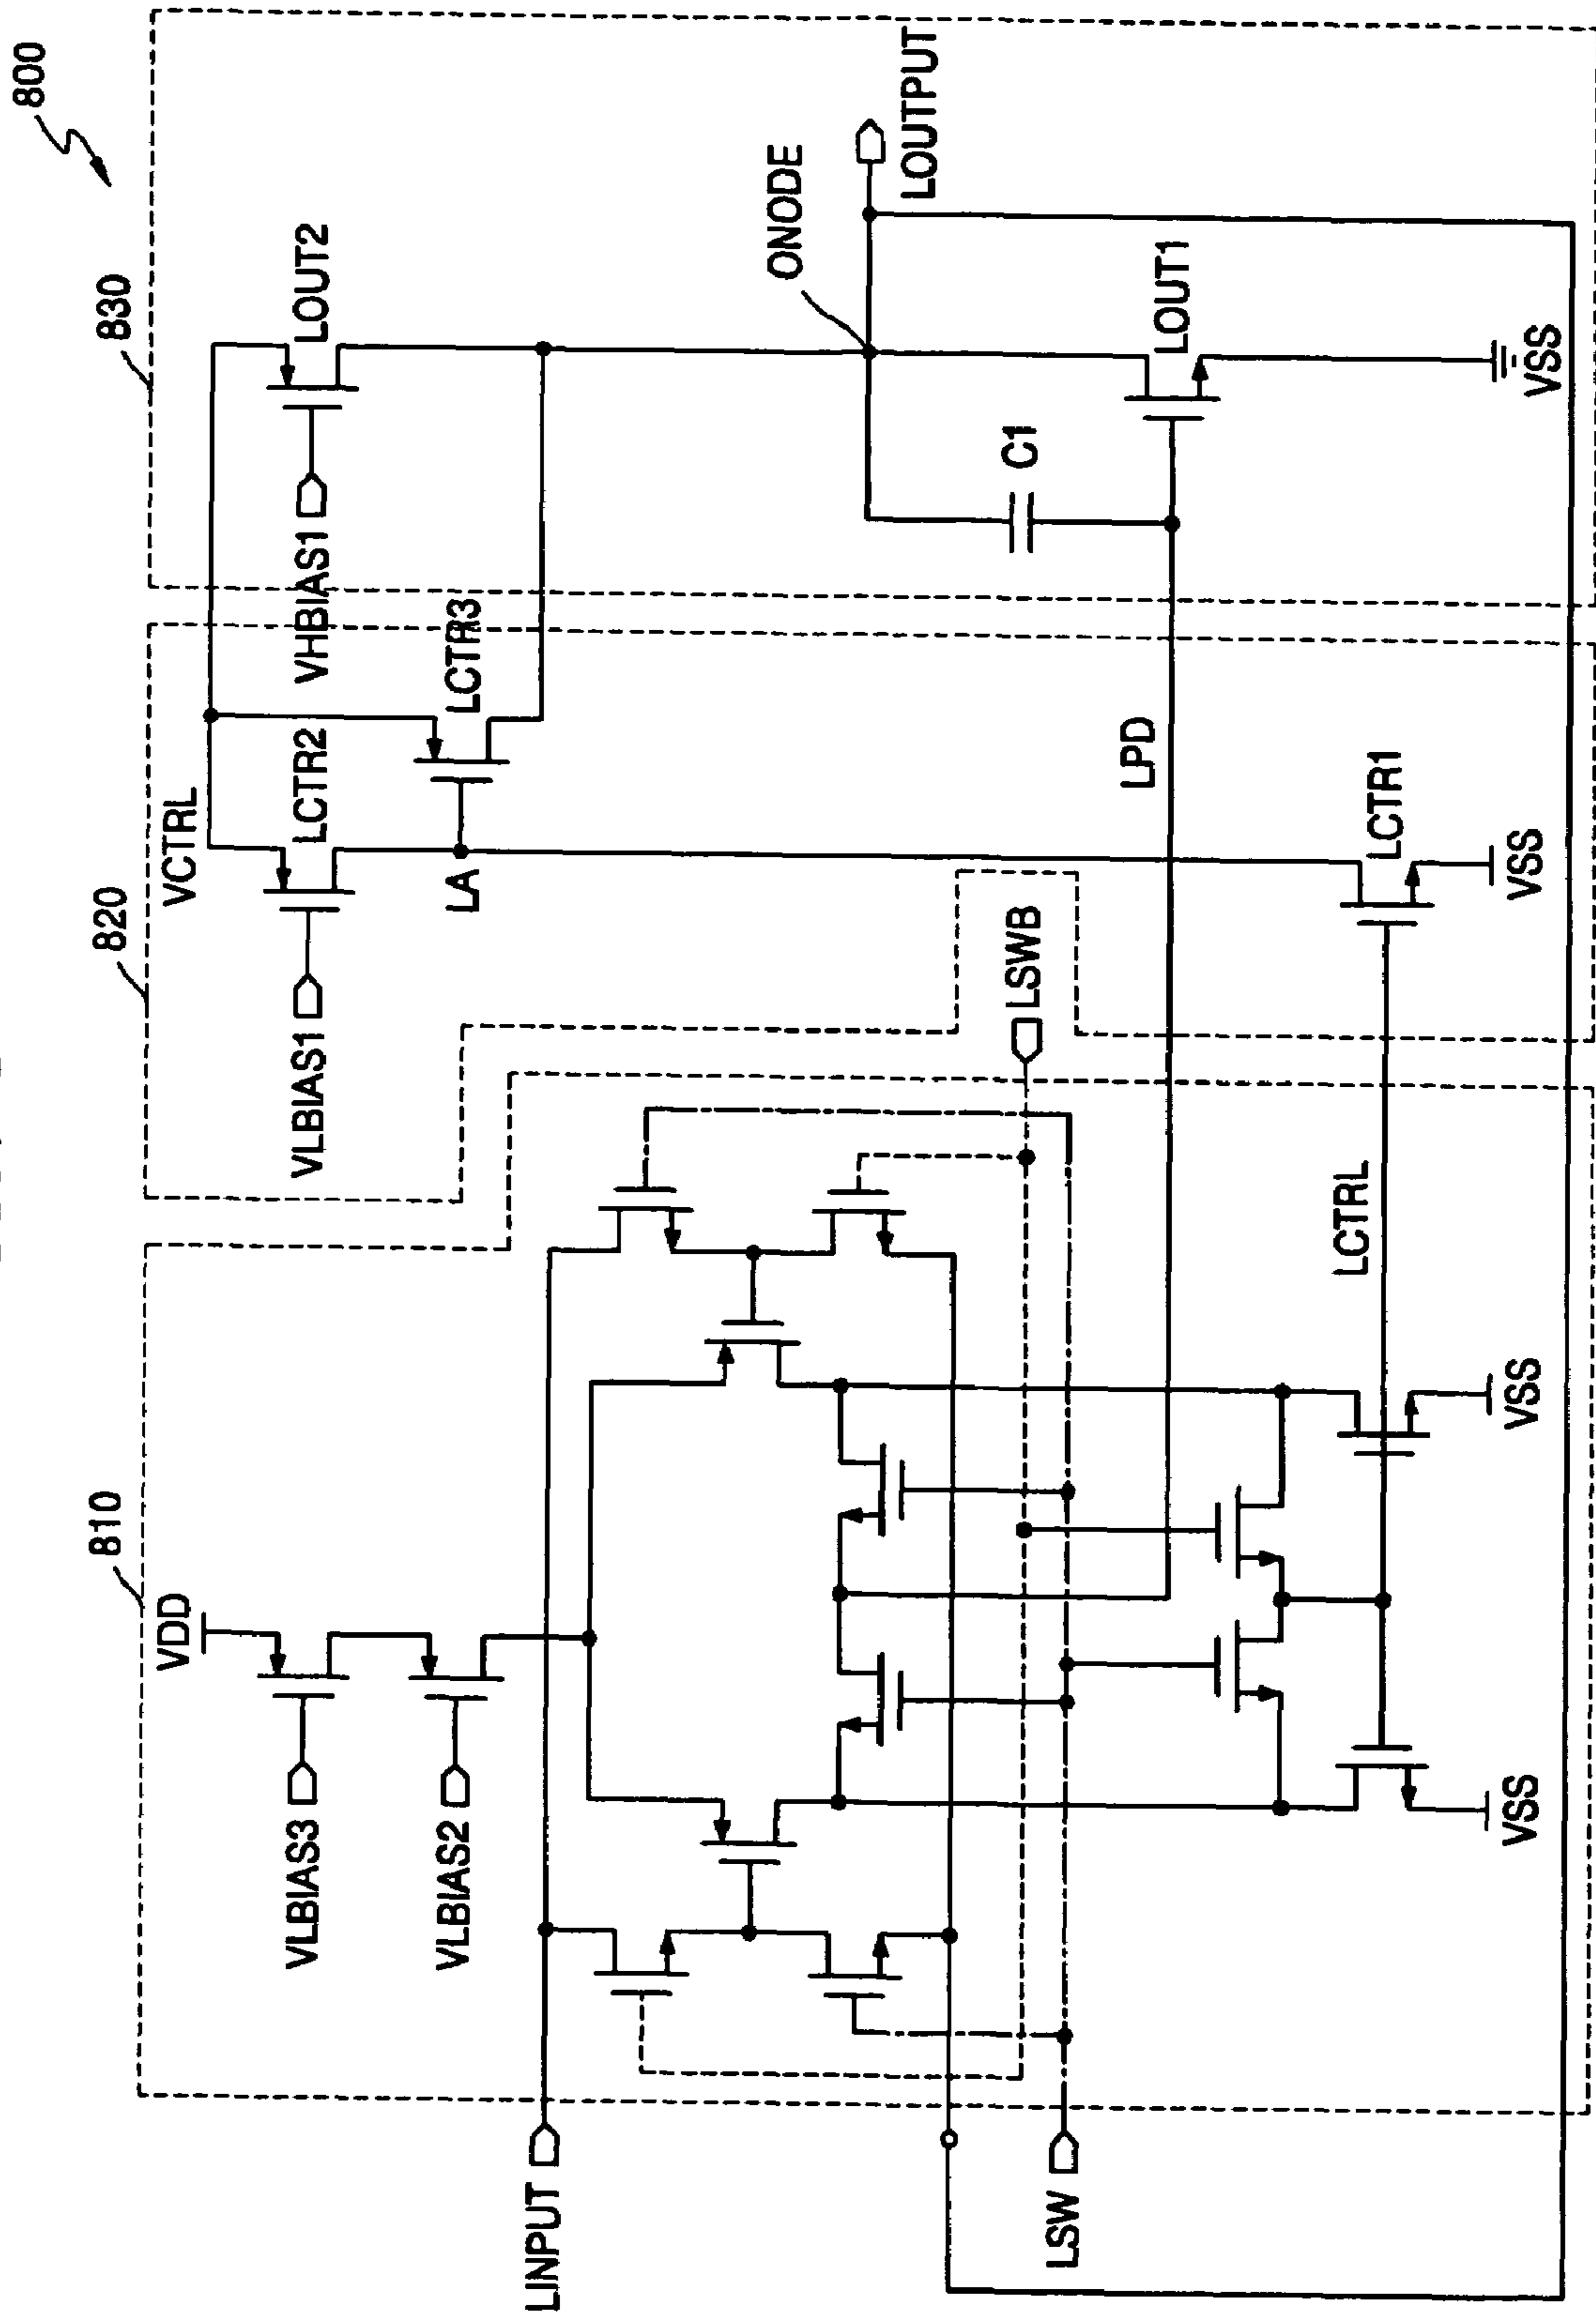 800
830
820
810
VDD
VCTRL
LOUT2
VHBIAS1
LCTR2
LCTR3
VLBIAS1
VLBIAS3
VLBIAS2
LA
ONODE
LOUTPUT
LINPUT
LSWB
LSW
LPD
C1
LOUT1
LCTRL
LCTR1
VSS
VSS
VSS
VSS